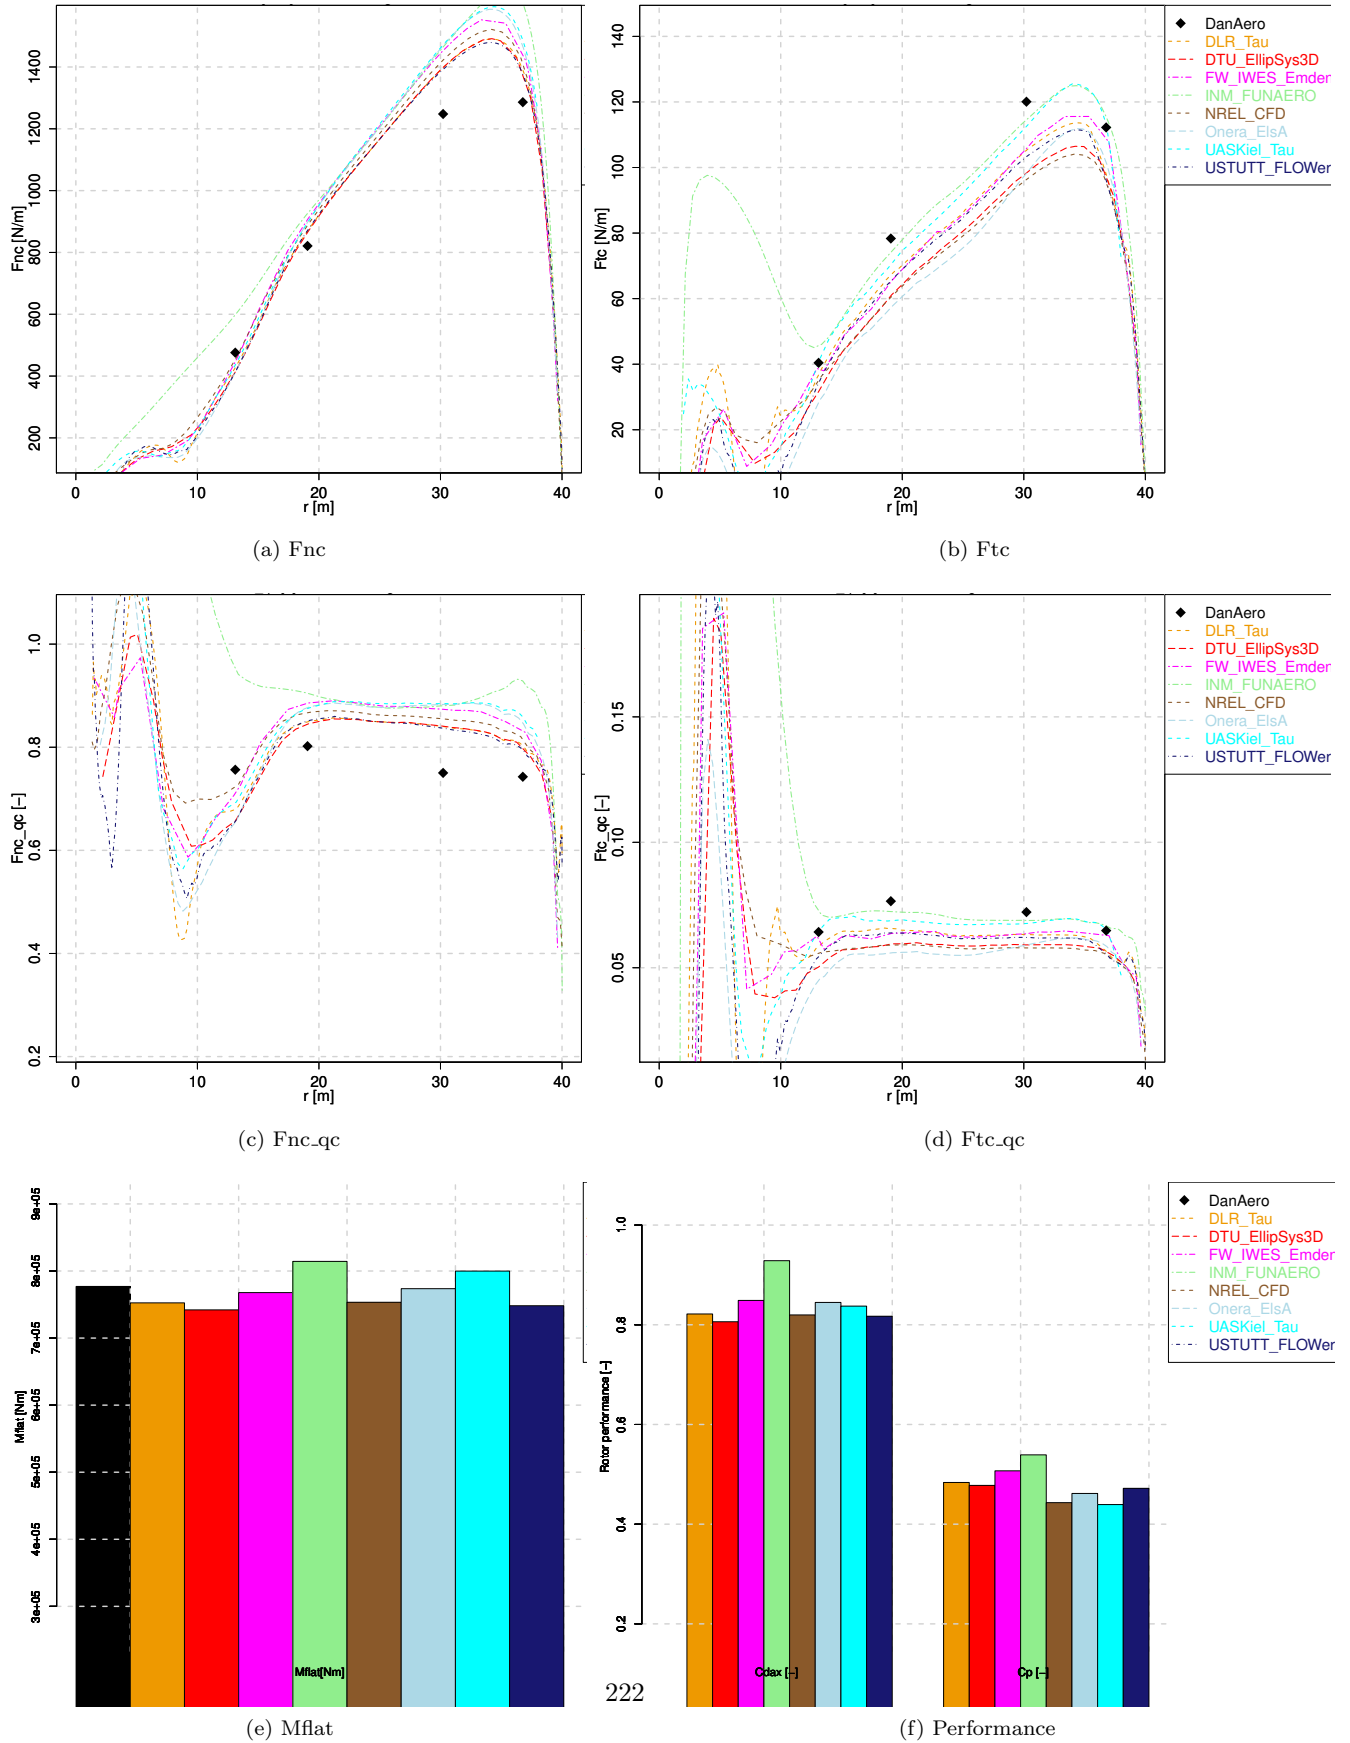 Fnc [N/m]
200
400
600
800
1000
1200
1400
0
10
20
30
40
r [m]
(a) Fnc
Ftc [N/m]
20
40
60
80
100
120
140
0
10
20
30
40
r [m]
(b) Ftc
DanAero
DLR_Tau
DTU_EllipSys3D
FW_IWES_Emden
INM_FUNAERO
NREL_CFD
Onera_ElsA
UASKiel_Tau
USTUTT_FLOWer
Fnc_qc [−]
0.2
0.4
0.6
0.8
1.0
0
10
20
30
40
r [m]
(c) Fnc_qc
Ftc_qc [−]
0.05
0.10
0.15
0
10
20
30
40
r [m]
(d) Ftc_qc
DanAero
DLR_Tau
DTU_EllipSys3D
FW_IWES_Emden
INM_FUNAERO
NREL_CFD
Onera_ElsA
UASKiel_Tau
USTUTT_FLOWer
Mflat [Nm]
3e+05
4e+05
5e+05
6e+05
7e+05
8e+05
9e+05
Mflat[Nm]
(e) Mflat
Rotor performance [−]
0.2
0.4
0.6
0.8
1.0
Cdax [−]
Cp [−]
(f) Performance
DanAero
DLR_Tau
DTU_EllipSys3D
FW_IWES_Emden
INM_FUNAERO
NREL_CFD
Onera_ElsA
UASKiel_Tau
USTUTT_FLOWer
222